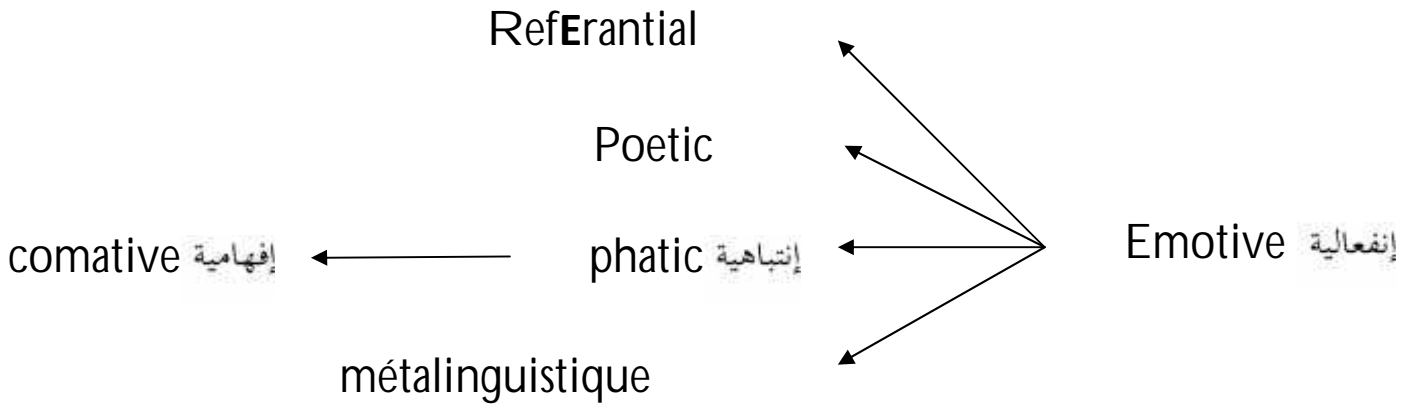 RefErantial
Poetic
Emotive إنفعالية
phatic إنتباهية
comative إفهامية
métalinguistique